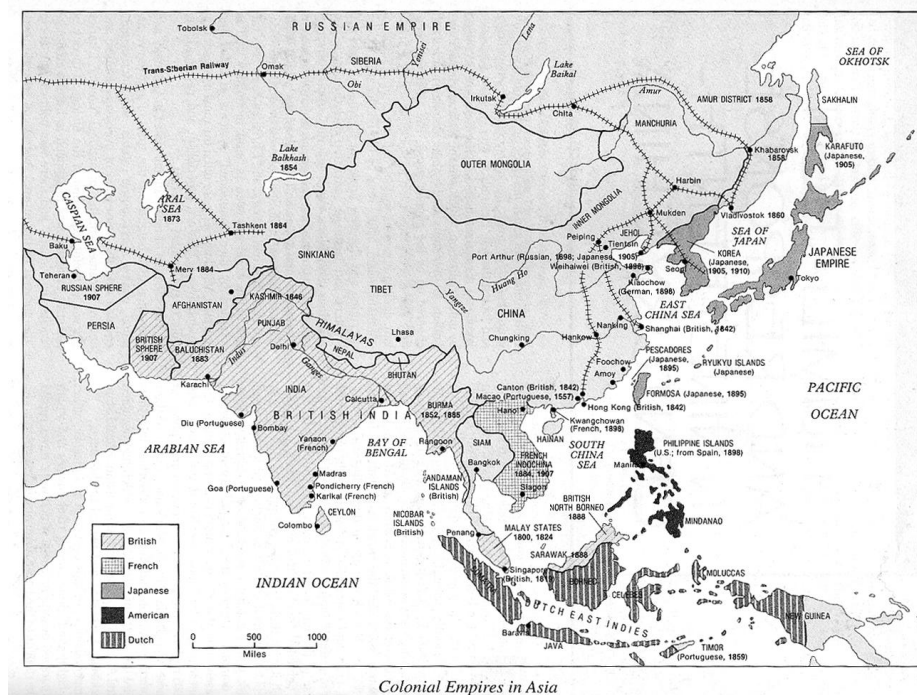 RUSSIAN EMPIRE
Tobolsk
Lena
Yenisei
SEA OF
OKHOTSK
Trans-Siberian Railway
Omsk
SIBERIA
Obi
Lake
Baikal
Irkutsk
Chita
Amur
AMUR DISTRICT 1858
SAKHALIN
MANCHURIA
KARAFUTO
(Japanese,
1905)
Khabarovsk
1858
OUTER MONGOLIA
Lake
Balkhash
1854
CASPIAN SEA
ARAL
SEA
1873
Harbin
INNER MONGOLIA
Mukden
Vladivostok 1860
Tashkent 1864
SEA OF
JAPAN
Baku
Peiping
JEHOL
Tientsin
SINKIANG
Merv 1884
Port Arthur (Russian, 1898; Japanese, 1905)
KOREA
(Japanese,
1905, 1910)
JAPANESE
EMPIRE
Teheran
RUSSIAN SPHERE
1907
Weihaiwei (British, 1898)
Seoul
Tokyo
Kiaochow
(German, 1898)
AFGHANISTAN
KASHMIR 1846
TIBET
Huang Ho
Yangtze
EAST
CHINA SEA
PERSIA
PUNJAB
HIMALAYAS
CHINA
Nanking
Shanghai (British, 1842)
BRITISH
SPHERE
1907
BALUCHISTAN
1883
Indus
Delhi
Lhasa
Chungking
Hankow
NEPAL
Ganges
BHUTAN
Foochow
Amoy
PESCADORES
(Japanese,
1895)
RYUKYU ISLANDS
(Japanese)
Karachi
INDIA
Calcutta
BURMA
1852, 1885
Canton (British, 1842)
Macao (Portuguese, 1557)
Hanoi
FORMOSA (Japanese, 1895)
PACIFIC
OCEAN
Hong Kong (British, 1842)
Diu (Portuguese)
BRITISH INDIA
Kwangchowan
(French, 1898)
Bombay
ARABIAN SEA
Yanaon
(French)
BAY OF
BENGAL
Rangoon
SIAM
HAINAN
SOUTH
CHINA
SEA
PHILIPPINE ISLANDS
(U.S.; from Spain, 1898)
Manila
Bangkok
FRENCH
INDOCHINA
1884, 1907
Madras
ANDAMAN
ISLANDS
(British)
Goa (Portuguese)
Pondicherry (French)
Karikal (French)
Siagon
BRITISH
NORTH BORNEO
1888
MINDANAO
CEYLON
Colombo
NICOBAR
ISLANDS
(British)
Penang
MALAY STATES
1800, 1824
SARAWAK 1888
British
French
Japanese
American
Dutch
INDIAN OCEAN
Singapore
(British, 1819)
BORNEO
CELEBES
MOLUCCAS
DUTCH EAST INDIES
NEW GUINEA
Batavia
JAVA
TIMOR
(Portuguese, 1859)
0 500 1000
Miles
Colonial Empires in Asia